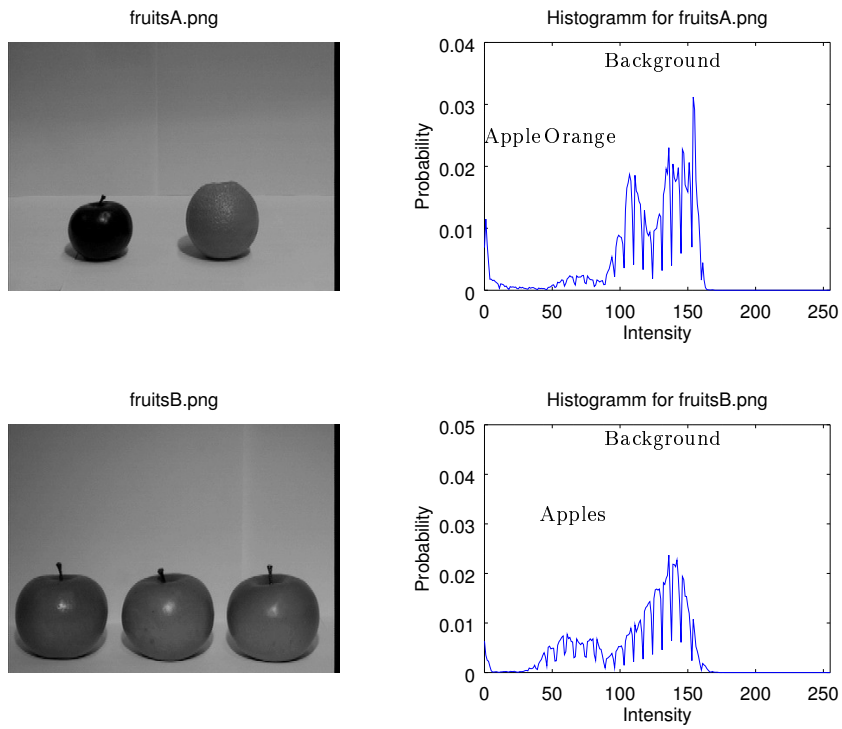 fruitsA.png
Histogramm for fruitsA.png
0.04
0.03
0.02
0.01
0
Probability
Background
Apple Orange
0 50 100 150 200 250
Intensity
fruitsB.png
Histogramm for fruitsB.png
0.05
0.04
0.03
0.02
0.01
0
Probability
Background
Apples
0 50 100 150 200 250
Intensity